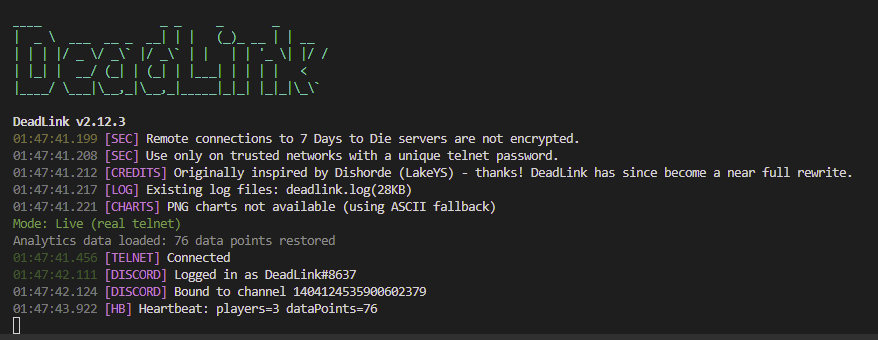 DeadLink
DeadLink v2.12.3
01:47:41.199 [SEC] Remote connections to 7 Days to Die servers are not encrypted.
01:47:41.208 [SEC] Use only on trusted networks with a unique telnet password.
01:47:41.212 [CREDITS] Originally inspired by Dishorde (LakeYS) - thanks! DeadLink has since become a near full rewrite.
01:47:41.217 [LOG] Existing log files: deadlink.log(28KB)
01:47:41.221 [CHARTS] PNG charts not available (using ASCII fallback)
Mode: Live (real telnet)
Analytics data loaded: 76 data points restored
01:47:41.456 [TELNET] Connected
01:47:42.111 [DISCORD] Logged in as DeadLink#8637
01:47:42.124 [DISCORD] Bound to channel 1404124535900602379
01:47:43.922 [HB] Heartbeat: players=3 dataPoints=76